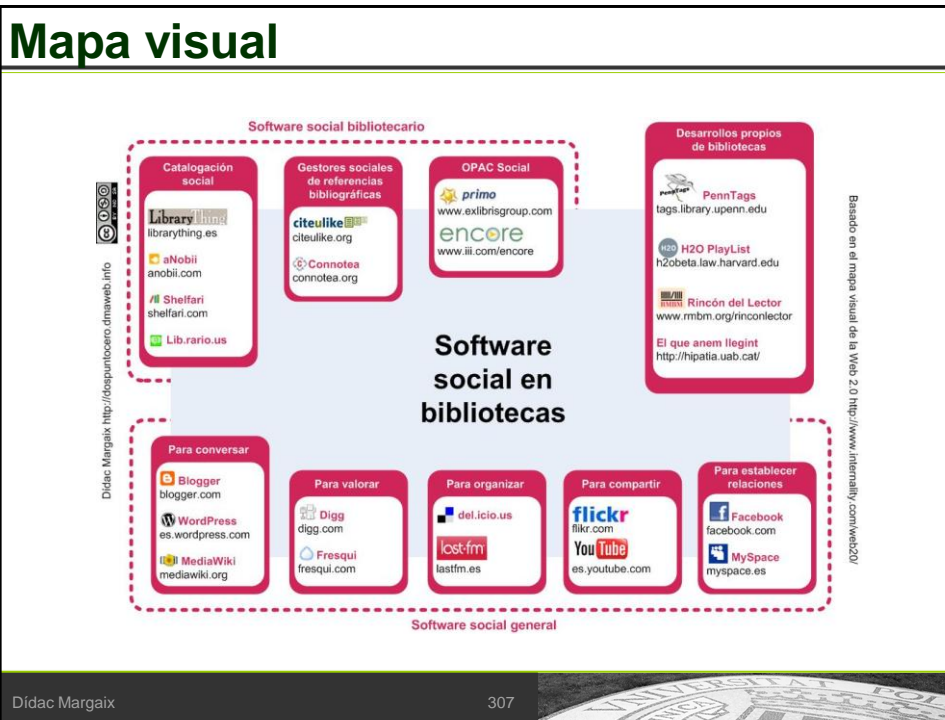 Mapa visual
Software social bibliotecario
Catalogación
social
LibraryThing
librarything.es
aNobii
anobii.com
Shelfari
shelfari.com
Lib.rario.us
Gestores sociales
de referencias
bibliográficas
citeulike
citeulike.org
Connotea
connotea.org
OPAC Social
primo
www.exlibrisgroup.com
encore
www.iii.com/encore
Desarrollos propios
de bibliotecas
PennTags
PennTags
tags.library.upenn.edu
H2O
H2O PlayList
h2obeta.law.harvard.edu
RMBM
Rincón del Lector
www.rmbm.org/rinconlector
El que anem llegint
http://hipatia.uab.cat/
Software
social en
bibliotecas
Dídac Margaix http://dospuntocero.dmaweb.info
Basado en el mapa visual de la Web 2.0 http://www.internality.com/web20/
Para conversar
Blogger
blogger.com
WordPress
es.wordpress.com
MediaWiki
mediawiki.org
Para valorar
Digg
digg.com
Fresqui
fresqui.com
Para organizar
del.icio.us
last·fm
lastfm.es
Para compartir
flickr
flikr.com
YouTube
es.youtube.com
Para establecer
relaciones
Facebook
facebook.com
MySpace
myspace.es
Software social general
Dídac Margaix
307
UNIVERSITAT POL